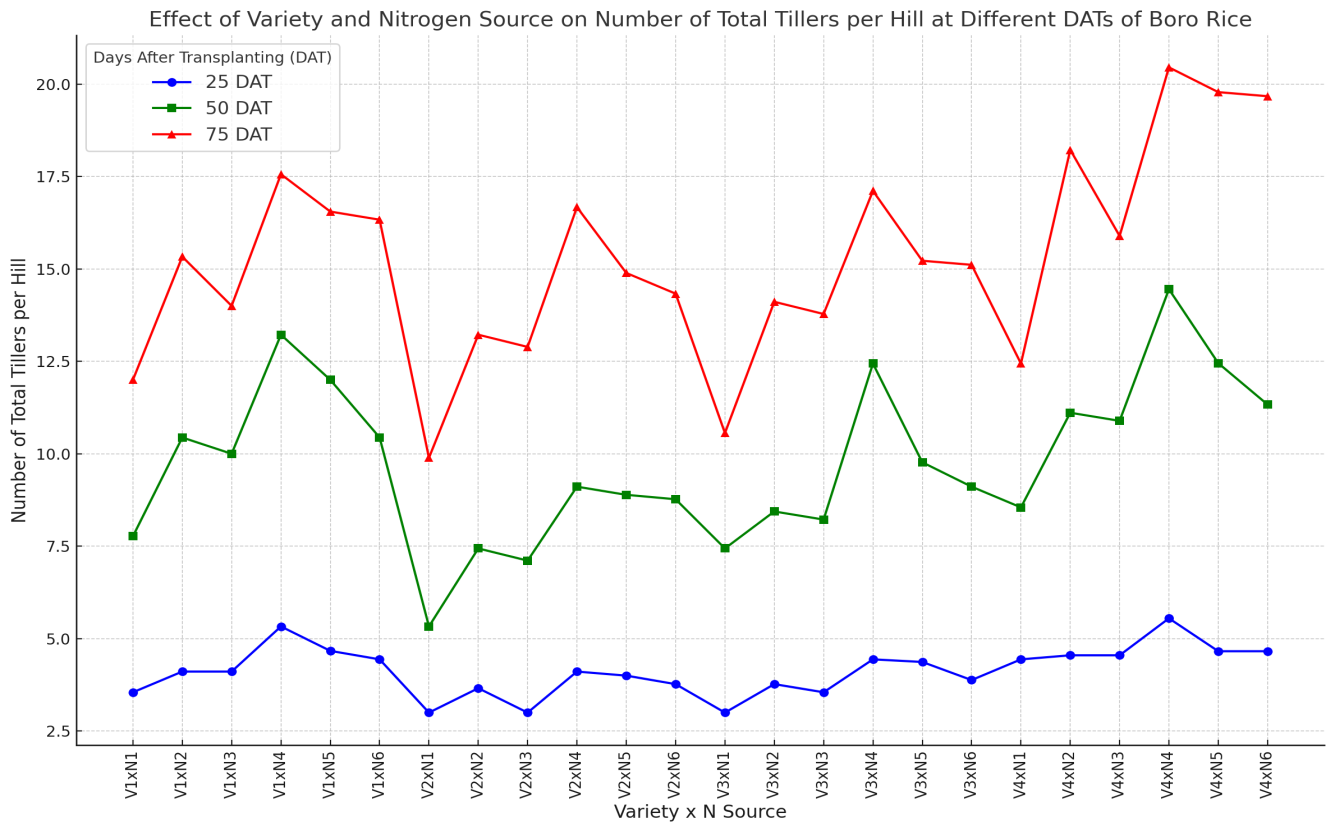 Effect of Variety and Nitrogen Source on Number of Total Tillers per Hill at Different DATs of Boro Rice
Days After Transplanting (DAT)
25 DAT
50 DAT
75 DAT
Number of Total Tillers per Hill
20.0
17.5
15.0
12.5
10.0
7.5
5.0
2.5
V1xN1
V1xN2
V1xN3
V1xN4
V1xN5
V1xN6
V2xN1
V2xN2
V2xN3
V2xN4
V2xN5
V2xN6
V3xN1
V3xN2
V3xN3
V3xN4
V3xN5
V3xN6
V4xN1
V4xN2
V4xN3
V4xN4
V4xN5
V4xN6
Variety x N Source